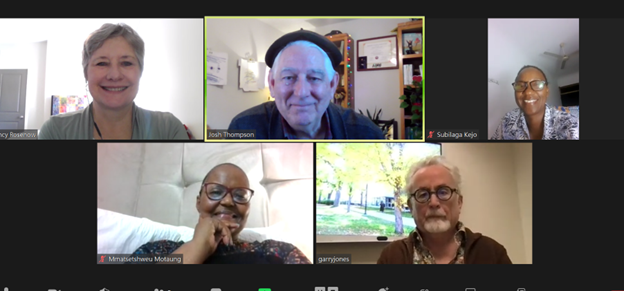 ncy Rosenow
Josh Thompson
Subilaga Kejo
Mmatsetshweu Motaung
garryjones